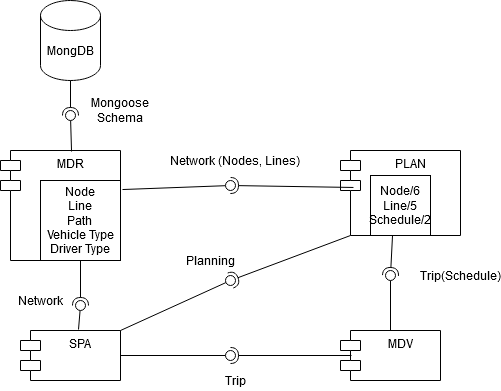 MongDB
Mongoose
Schema
MDR
Network (Nodes, Lines)
PLAN
Node
Line
Path
Vehicle Type
Driver Type
Node/6
Line/5
Schedule/2
Planning
Trip(Schedule)
Network
SPA
MDV
Trip